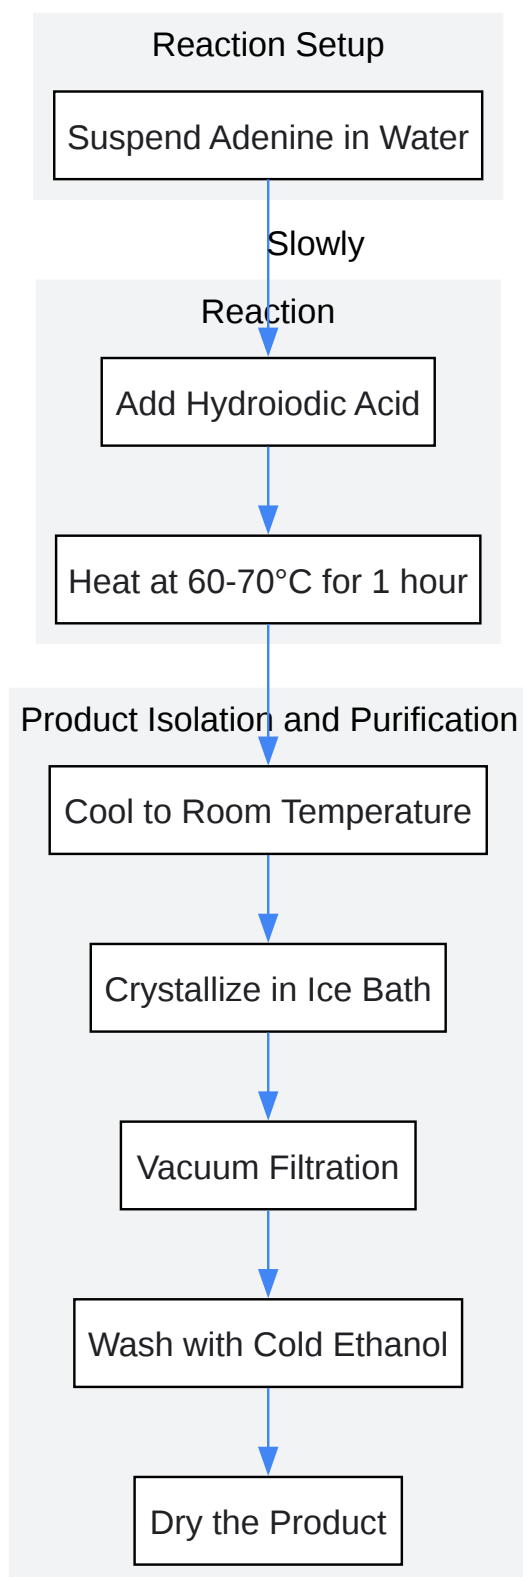 Reaction Setup
Suspend Adenine in Water
Slowly
Reaction
Add Hydroiodic Acid
Heat at 60-70°C for 1 hour
Product Isolation and Purification
Cool to Room Temperature
Crystallize in Ice Bath
Vacuum Filtration
Wash with Cold Ethanol
Dry the Product